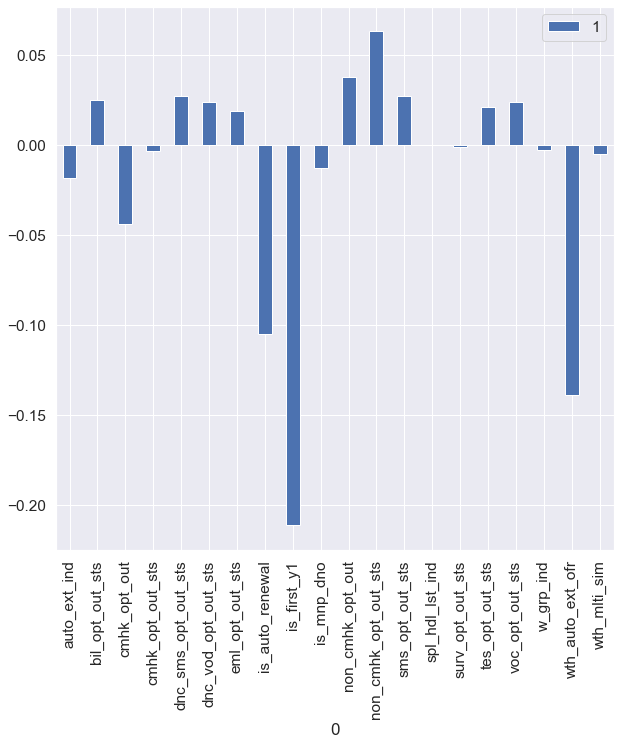 1
0.05
0.00
−0.05
−0.10
−0.15
−0.20
auto_ext_ind
bil_opt_out_sts
cmhk_opt_out
cmhk_opt_out_sts
dnc_sms_opt_out_sts
dnc_vod_opt_out_sts
eml_opt_out_sts
is_auto_renewal
is_first_y1
is_mnp_dno
non_cmhk_opt_out
non_cmhk_opt_out_sts
sms_opt_out_sts
spl_hdl_lst_ind
surv_opt_out_sts
tes_opt_out_sts
voc_opt_out_sts
w_grp_ind
wth_auto_ext_ofr
wth_mlti_sim
0